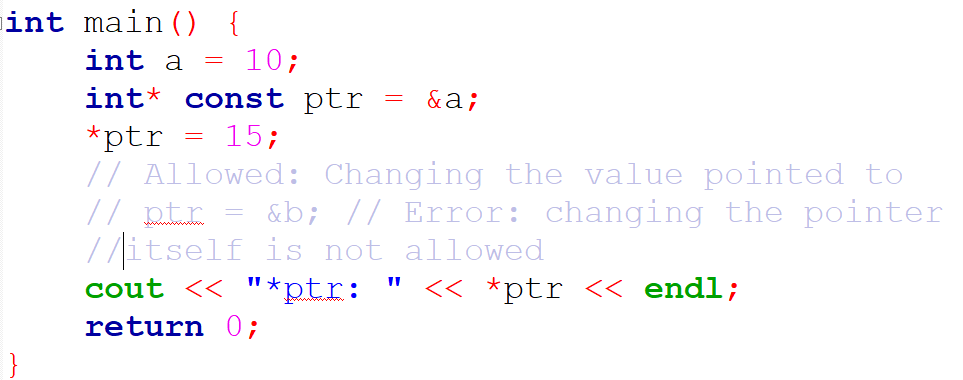 int main() {
    int a = 10;
    int* const ptr = &a;
    *ptr = 15;
    // Allowed: Changing the value pointed to
    // ptr = &b; // Error: changing the pointer
    //itself is not allowed
    cout << "*ptr: " << *ptr << endl;
    return 0;
}